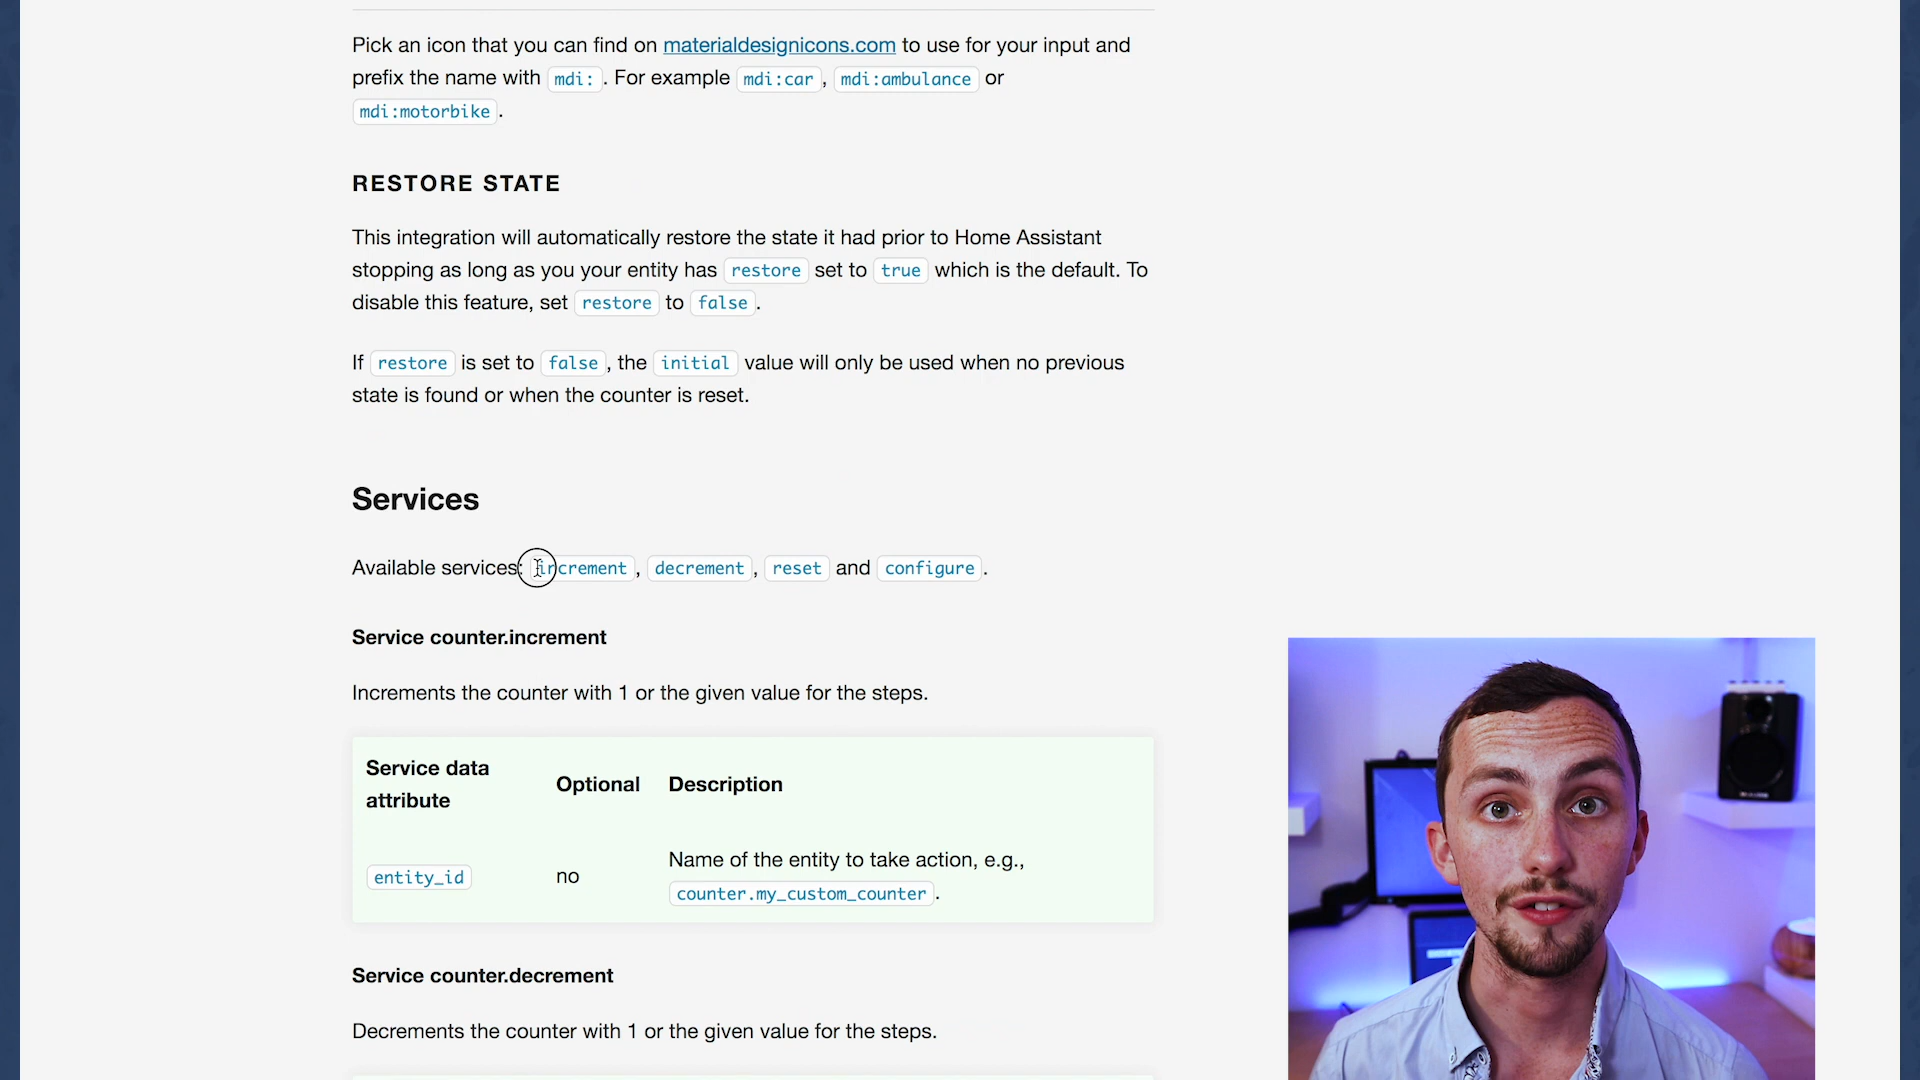 Pick an icon that you can find on materialdesignicons.com to use for your input and
prefix the name with mdi: . For example mdi:car , mdi:ambulance or
mdi:motorbike .
RESTORE STATE
This integration will automatically restore the state it had prior to Home Assistant
stopping as long as you your entity has restore set to true which is the default. To
disable this feature, set restore to false .
If restore is set to false , the initial value will only be used when no previous
state is found or when the counter is reset.
Services
Available services: increment , decrement , reset and configure .
Service counter.increment
Increments the counter with 1 or the given value for the steps.
Service data attribute Optional Description
entity_id no Name of the entity to take action, e.g.,
counter.my_custom_counter .
Service counter.decrement
Decrements the counter with 1 or the given value for the steps.